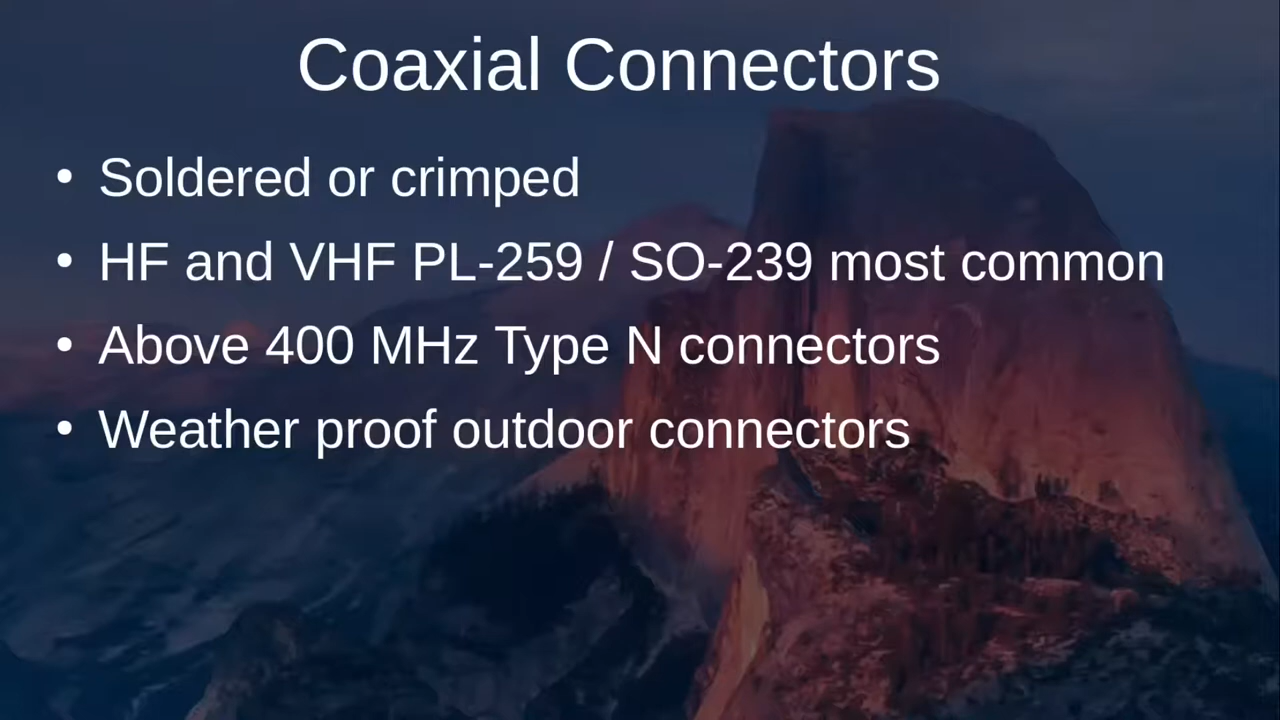 Coaxial Connectors
• Soldered or crimped
• HF and VHF PL-259 / SO-239 most common
• Above 400 MHz Type N connectors
• Weather proof outdoor connectors